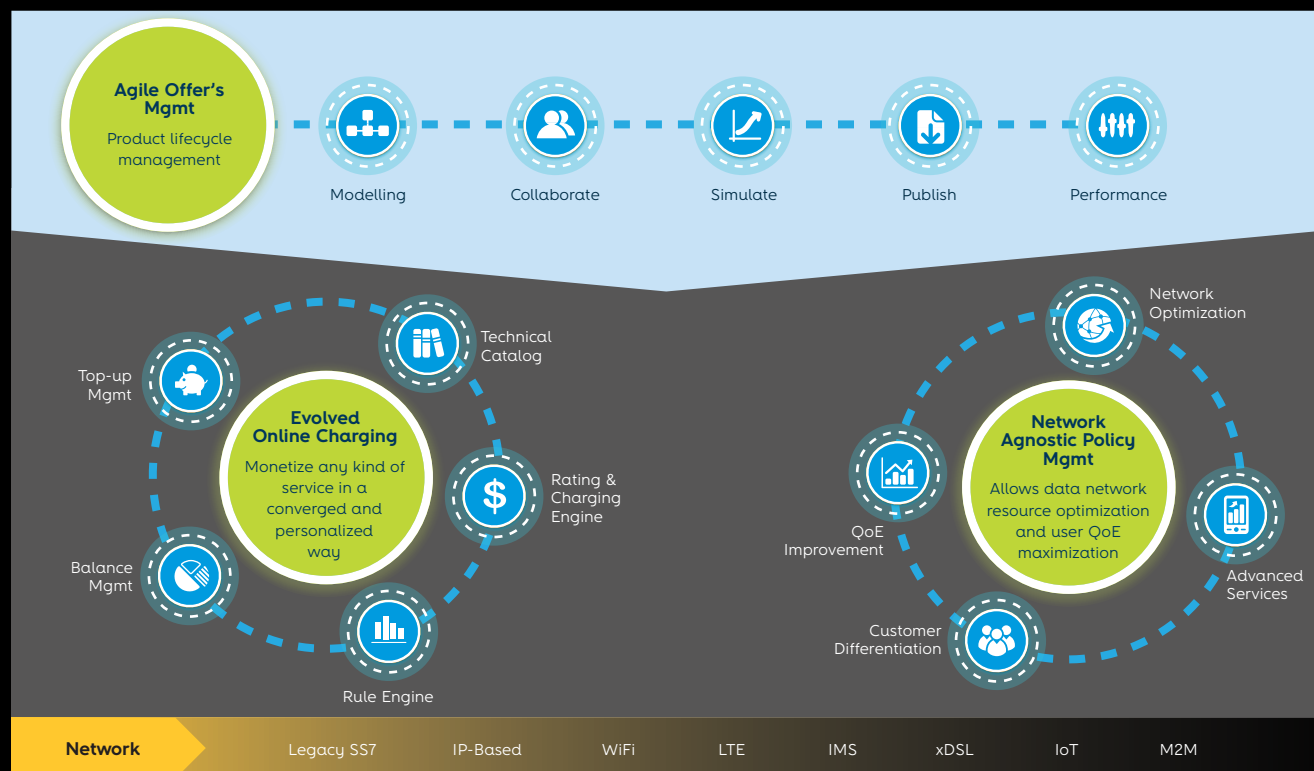 Agile Offer's
Mgmt
Product lifecycle
management
Modelling
Collaborate
Simulate
Publish
Performance
Technical
Catalog
Top-up
Mgmt
Evolved
Online Charging
Monetize any kind of
service in a
converged and
personalized
way
Rating &
Charging
Engine
Balance
Mgmt
Rule Engine
Network
Optimization
Network
Agnostic Policy
Mgmt
Allows data network
resource optimization
and user QoE
maximization
QoE
Improvement
Advanced
Services
Customer
Differentiation
Network
Legacy SS7
IP-Based
WiFi
LTE
IMS
xDSL
IoT
M2M